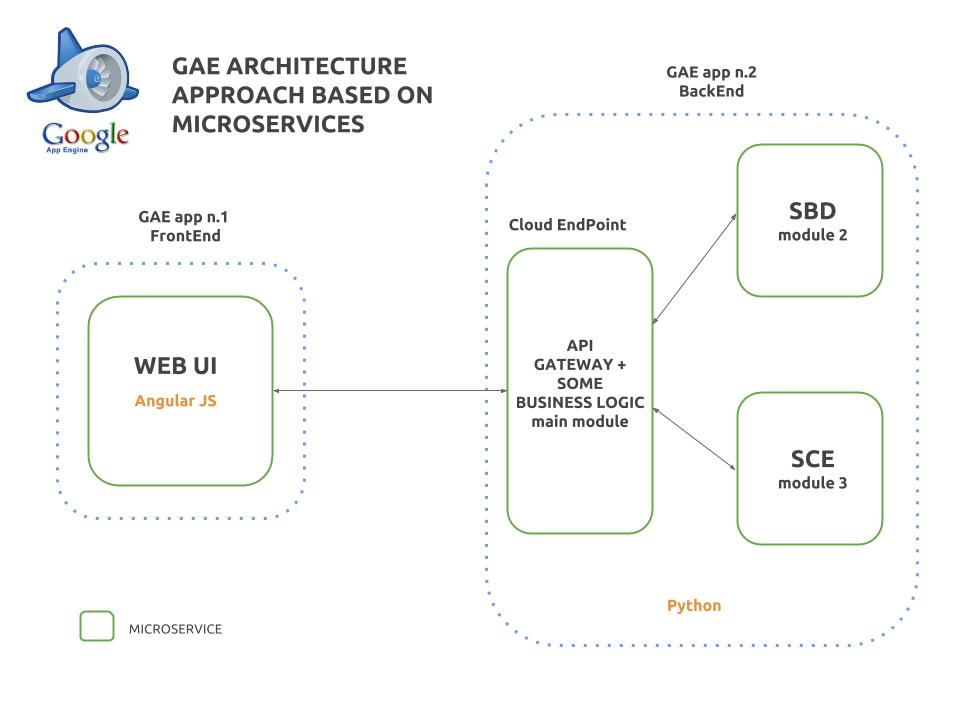 GAE ARCHITECTURE
APPROACH BASED ON
MICROSERVICES
Google
App Engine
GAE app n.1
FrontEnd
WEB UI
Angular JS
GAE app n.2
BackEnd
Cloud EndPoint
API
GATEWAY +
SOME
BUSINESS LOGIC
main module
SBD
module 2
SCE
module 3
Python
MICROSERVICE